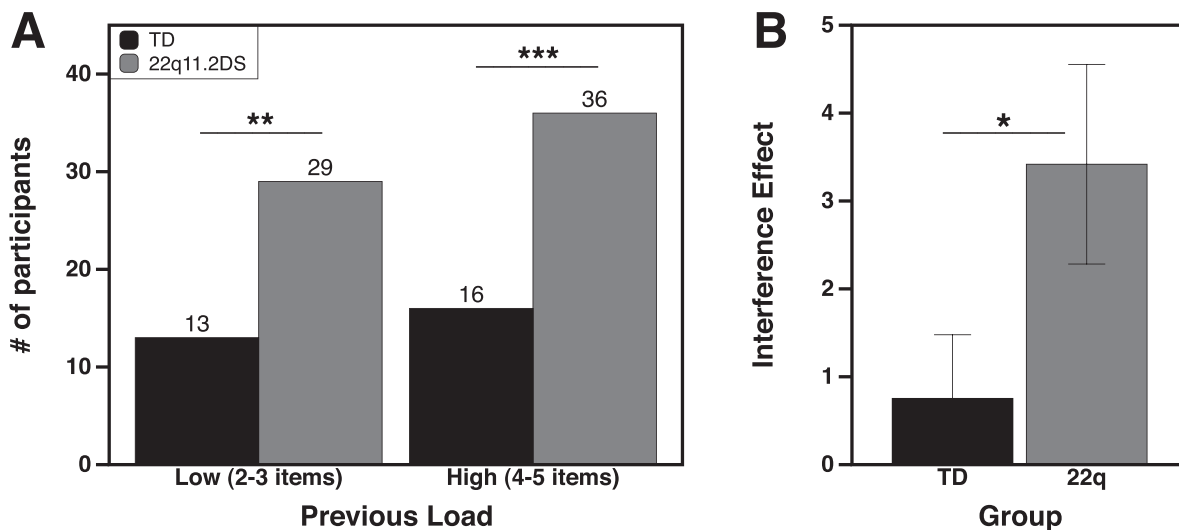 A
TD
22q11.2DS
# of participants
40
30
20
10
0
**
***
13
29
16
36
Low (2-3 items)
High (4-5 items)
Previous Load
B
Interference Effect
5
4
3
2
1
0
*
TD
22q
Group